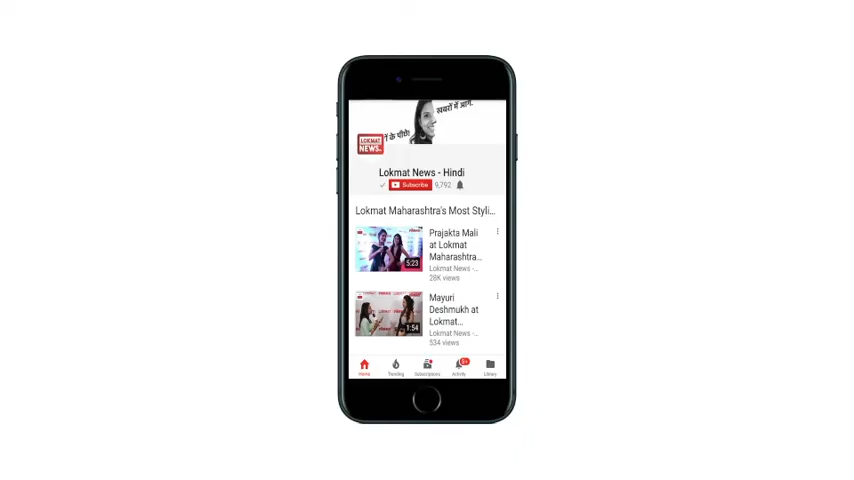 खबरों में आगे,
के पीछे!
LOKMAT
NEWS
Lokmat News - Hindi
Subscribe 9,792
Lokmat Maharashtra's Most Styli...
Prajakta Mali
at Lokmat
Maharashtra...
Lokmat News -...
28K views
5:23
Mayuri
Deshmukh at
Lokmat...
Lokmat News -...
534 views
1:54
Home Trending Subscriptions 9+ Activity Library